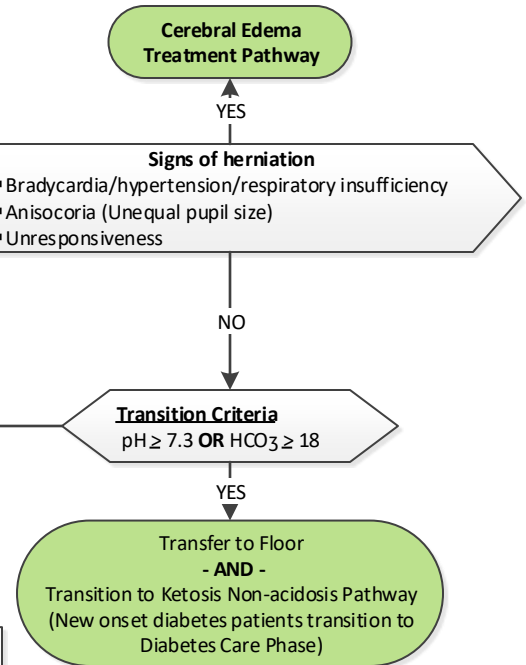 Cerebral Edema
Treatment Pathway
YES
Signs of herniation
Bradycardia/hypertension/respiratory insufficiency
Anisocoria (Unequal pupil size)
Unresponsiveness
NO
Transition Criteria
pH ≥ 7.3 OR HCO3 ≥ 18
YES
Transfer to Floor
- AND -
Transition to Ketosis Non-acidosis Pathway
(New onset diabetes patients transition to
Diabetes Care Phase)